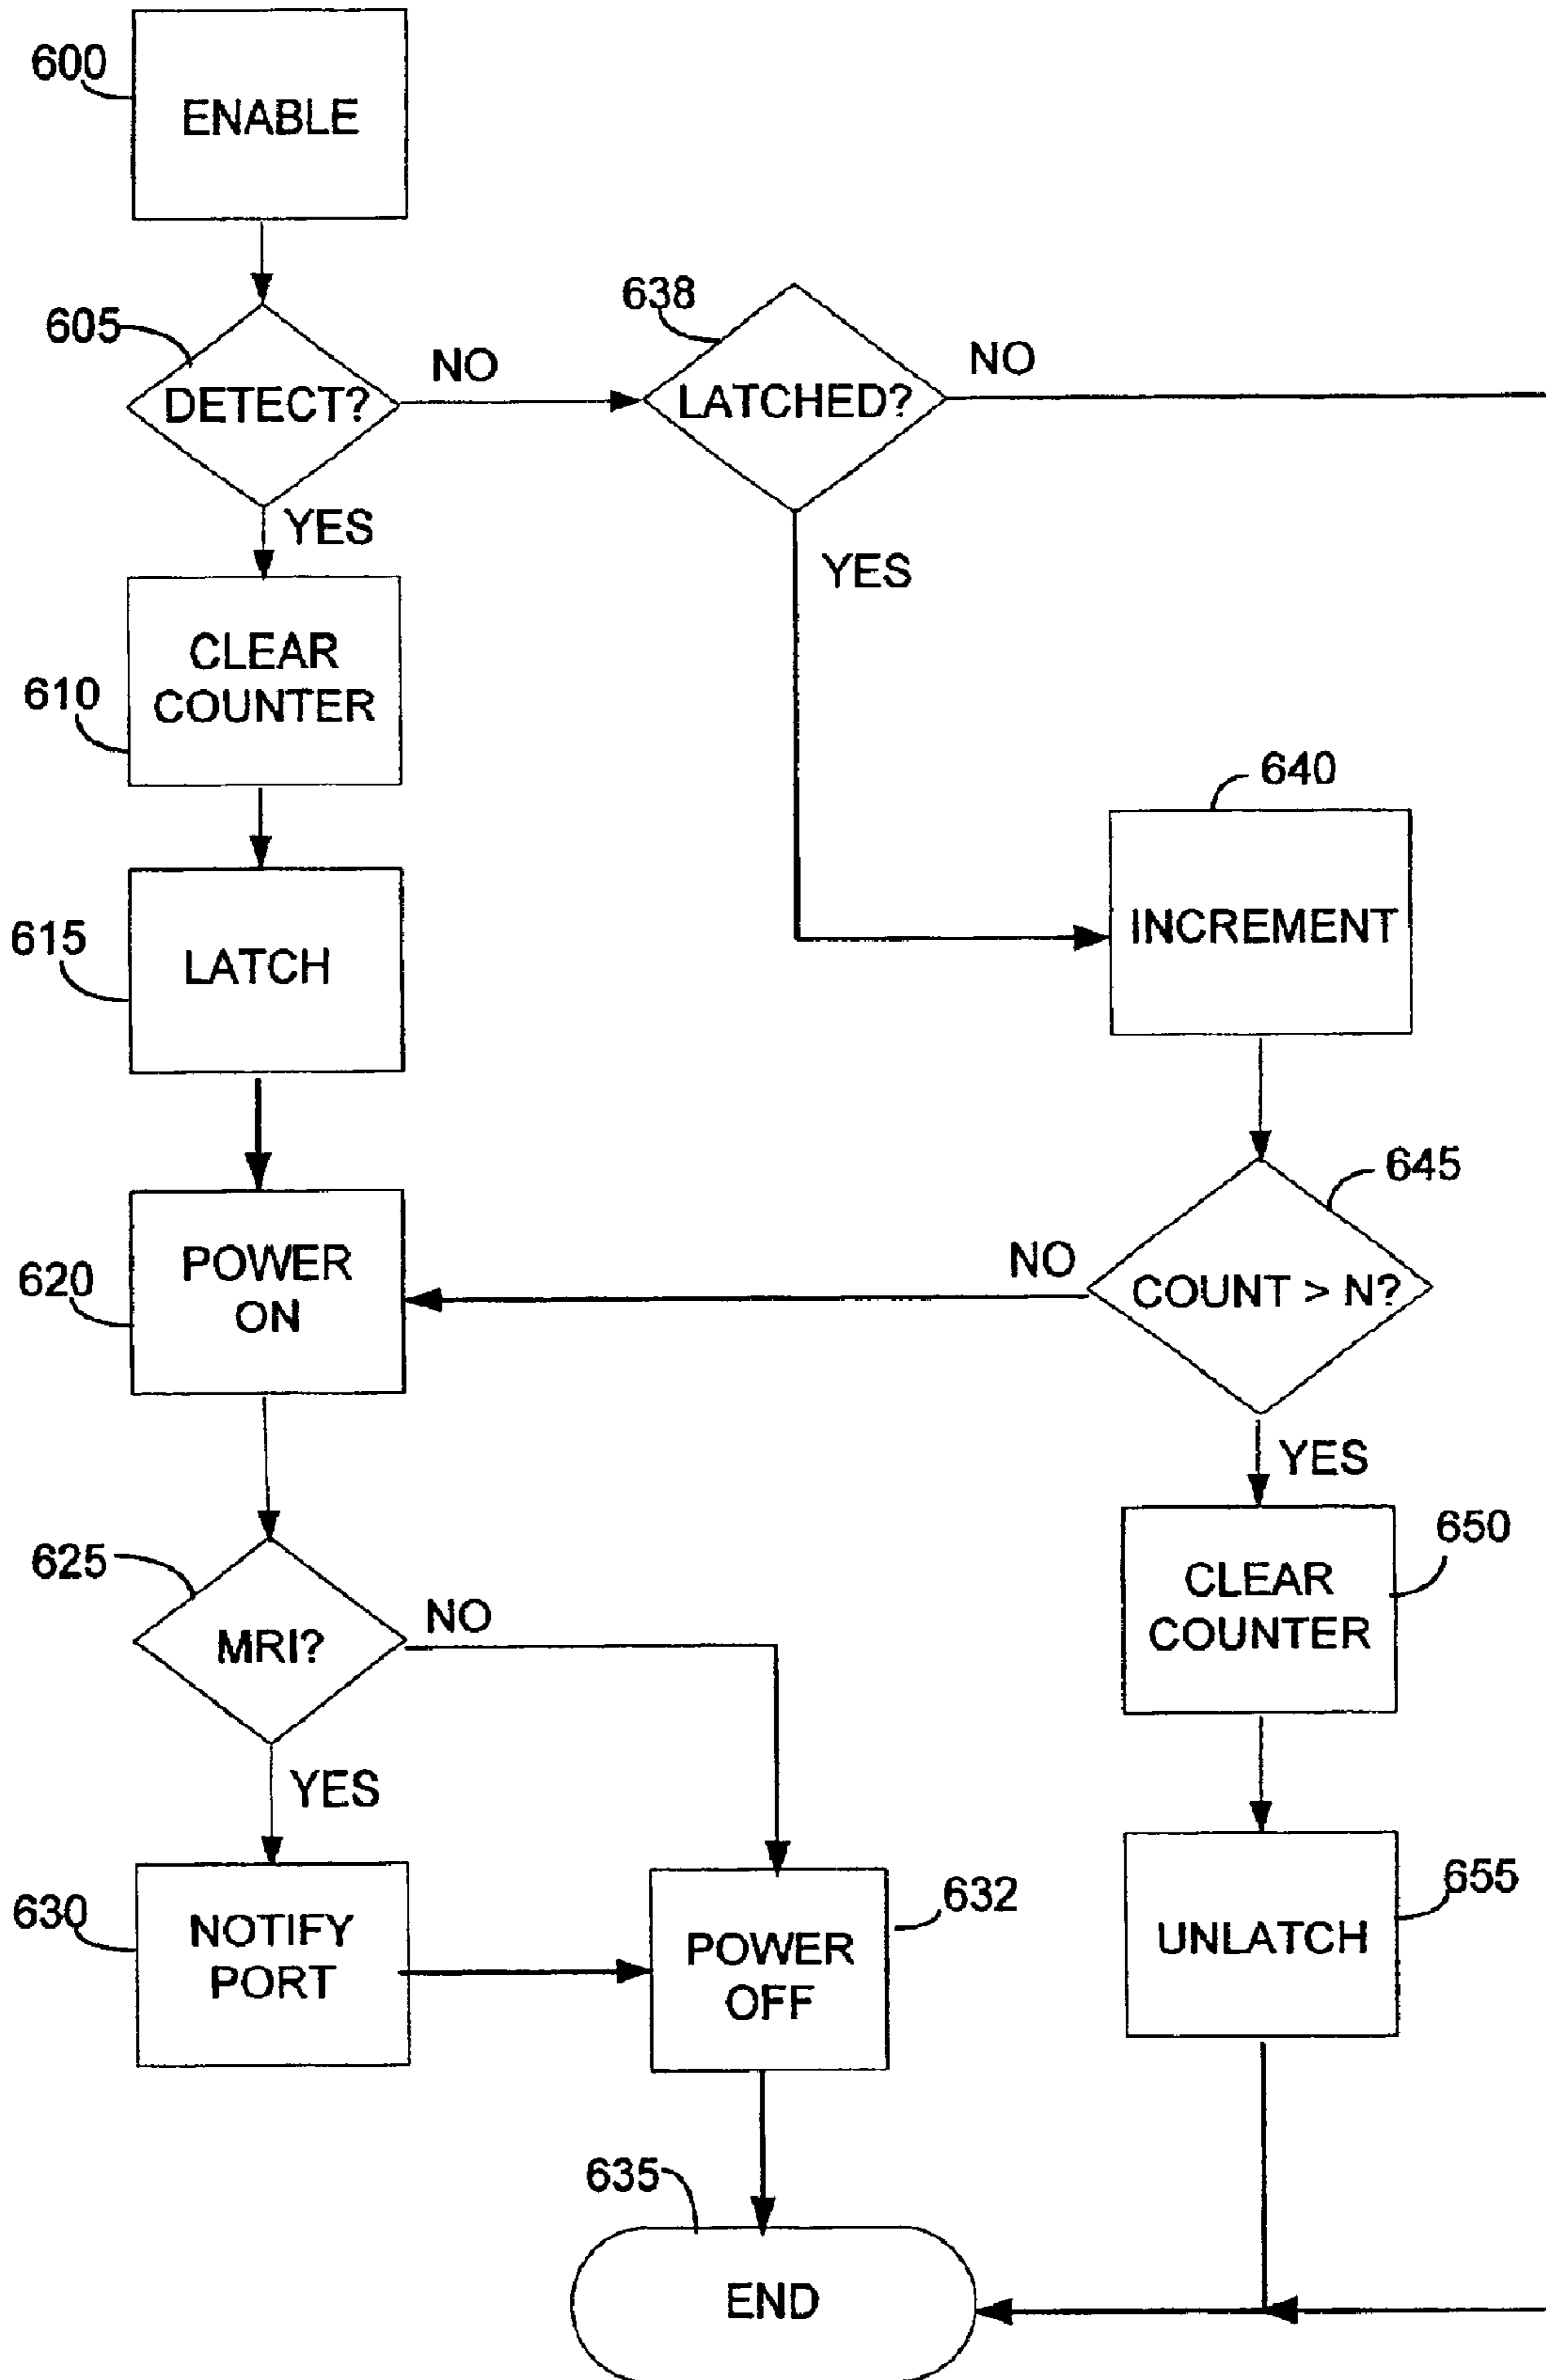 600
ENABLE
605
DETECT?
NO
638
LATCHED?
NO
YES
YES
610
CLEAR
COUNTER
640
INCREMENT
615
LATCH
645
COUNT > N?
NO
620
POWER
ON
YES
650
CLEAR
COUNTER
625
MRI?
NO
YES
630
NOTIFY
PORT
632
POWER
OFF
655
UNLATCH
635
END